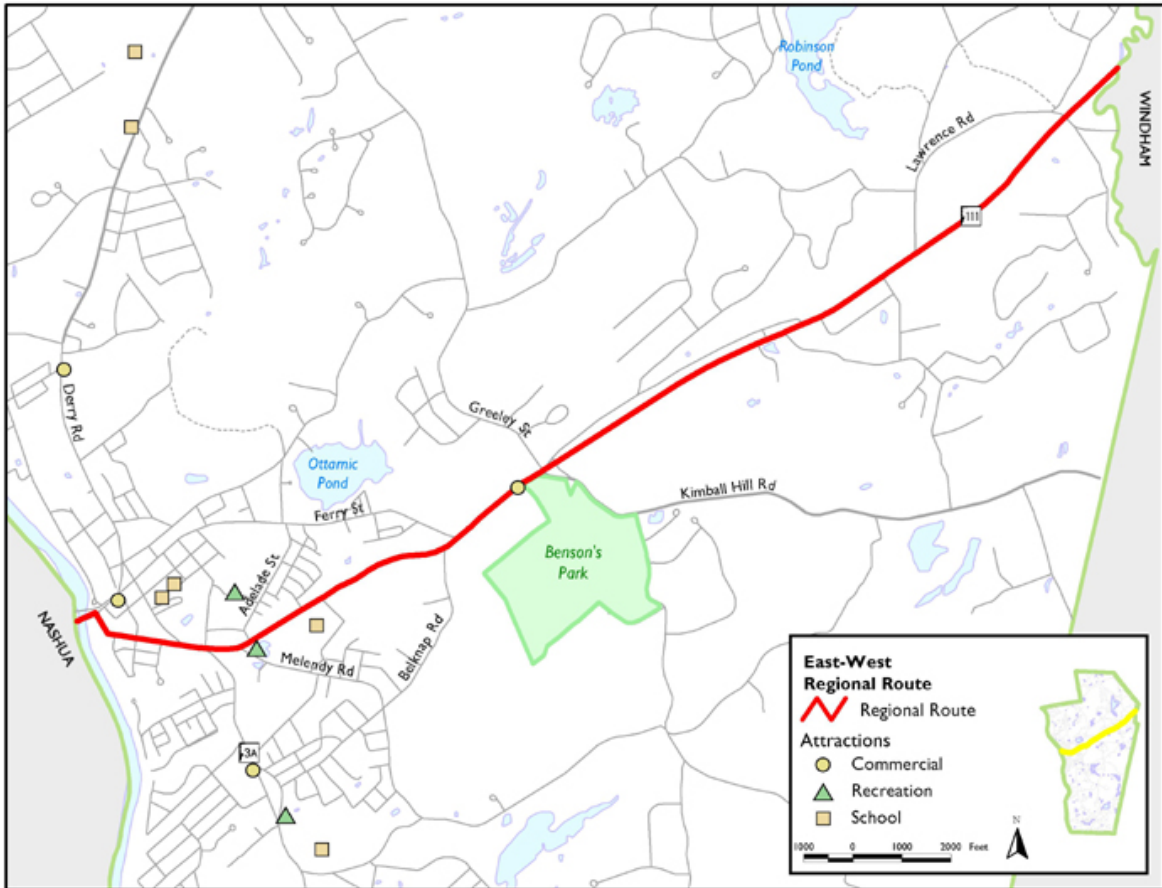 Robinson
Pond
WINDHAM
Lawrence Rd
111
Derry Rd
Greeley St
Ottarnic
Pond
Kimball Hill Rd
Ferry St
Benson's
Park
Adelade St
NASHUA
Melendy Rd
Belknap Rd
3A
East-West
Regional Route
Regional Route
Attractions
Commercial
Recreation
School
1000 0 1000 2000 Feet
N